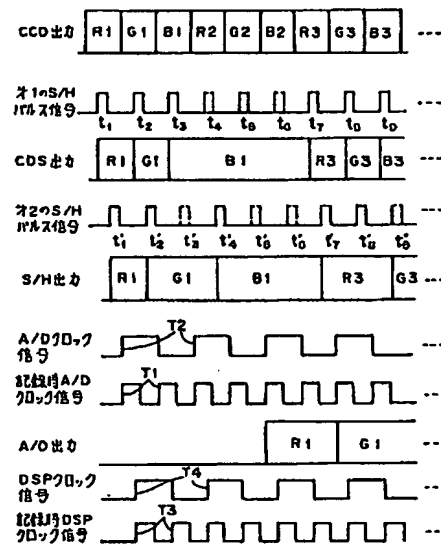 CCD出力 R1 G1 B1 R2 G2 B2 R3 G3 B3
才1のS/H
パルス信号
t1 t2 t3 t4 t5 t6 t7 t8 t9
CDS出力 R1 G1 B1 R3 G3 B3
才2のS/H
パルス信号
t'1 t'2 t'3 t'4 t'5 t'6 t'7 t'8 t'9
S/H出力 R1 G1 B1 R3 G3
A/Dクロック
信号
T2
記録時A/D
クロック信号
T1
A/D出力 R1 G1
DSPクロック
信号
T4
記録時DSP
クロック信号
T3